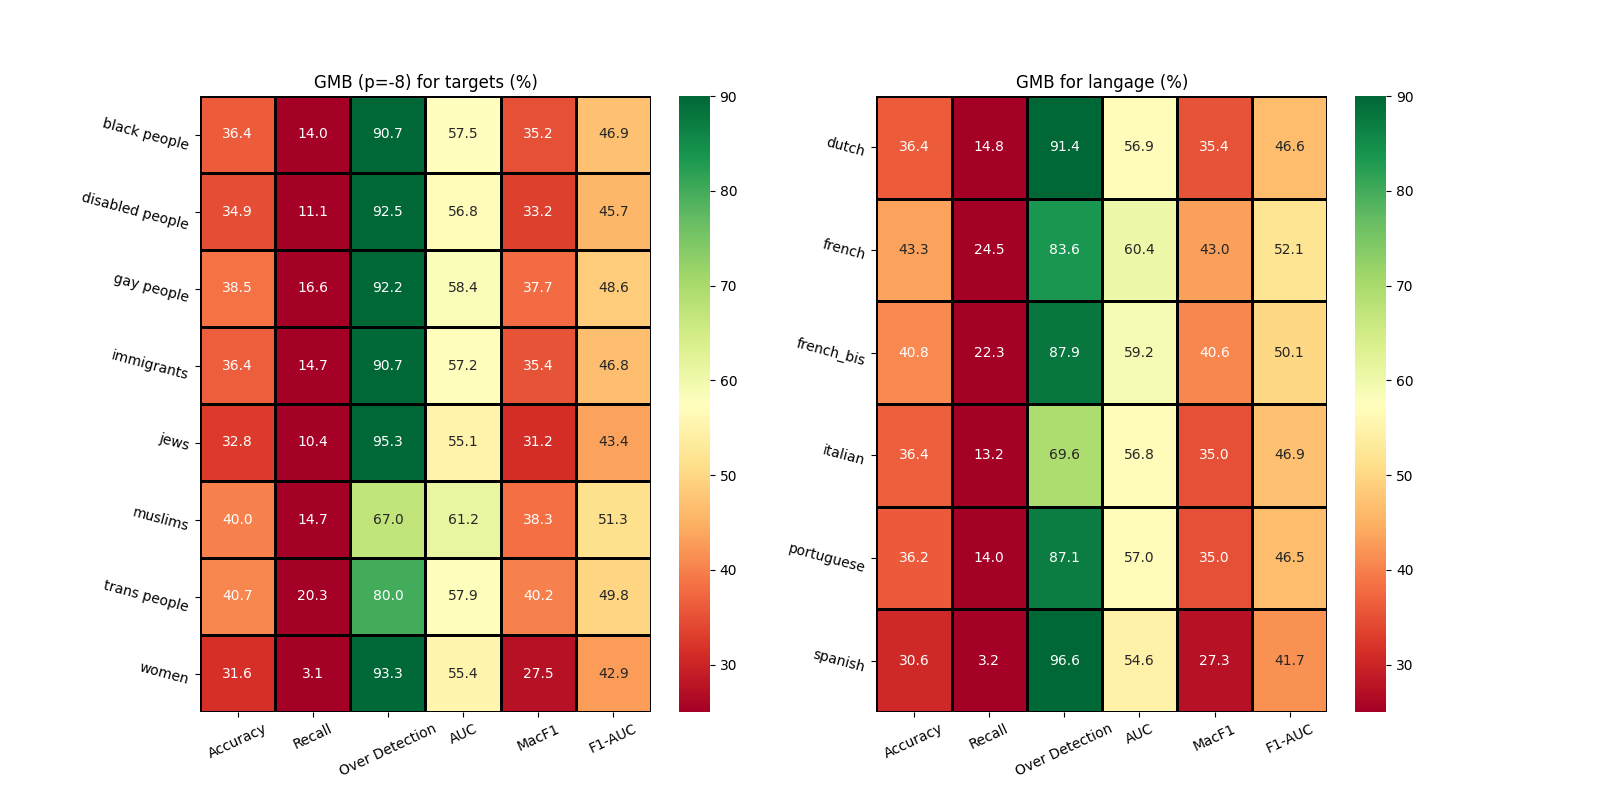 GMB (p=-8) for targets (%)
black people 36.4 14.0 90.7 57.5 35.2 46.9
disabled people 34.9 11.1 92.5 56.8 33.2 45.7
gay people 38.5 16.6 92.2 58.4 37.7 48.6
immigrants 36.4 14.7 90.7 57.2 35.4 46.8
jews 32.8 10.4 95.3 55.1 31.2 43.4
muslims 40.0 14.7 67.0 61.2 38.3 51.3
trans people 40.7 20.3 80.0 57.9 40.2 49.8
women 31.6 3.1 93.3 55.4 27.5 42.9
Accuracy Recall Over Detection AUC MacF1 F1-AUC
90
80
70
60
50
40
30
GMB for langage (%)
dutch 36.4 14.8 91.4 56.9 35.4 46.6
french 43.3 24.5 83.6 60.4 43.0 52.1
french_bis 40.8 22.3 87.9 59.2 40.6 50.1
italian 36.4 13.2 69.6 56.8 35.0 46.9
portuguese 36.2 14.0 87.1 57.0 35.0 46.5
spanish 30.6 3.2 96.6 54.6 27.3 41.7
Accuracy Recall Over Detection AUC MacF1 F1-AUC
90
80
70
60
50
40
30